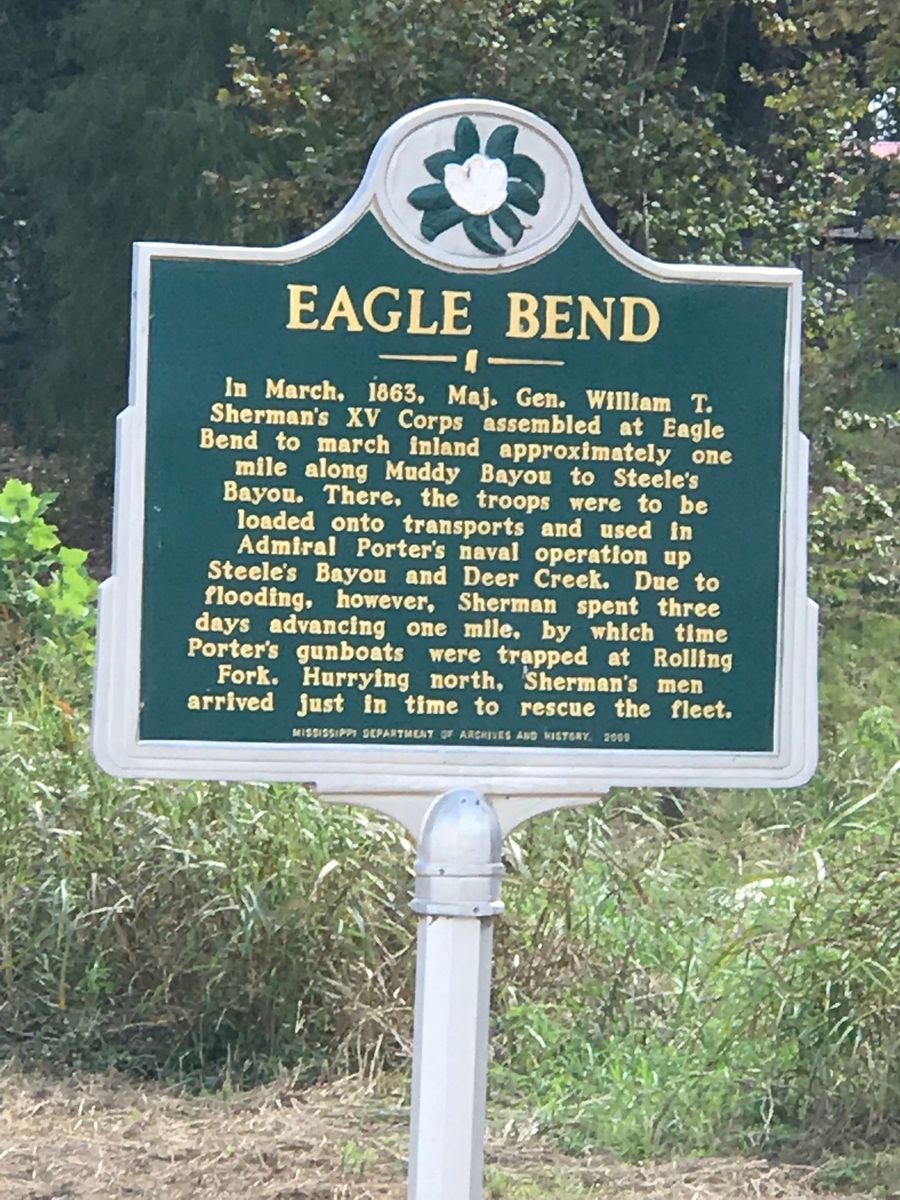 EAGLE BEND
In March, 1863, Maj. Gen. William T.
Sherman's XV Corps assembled at Eagle
Bend to march inland approximately one
mile along Muddy Bayou to Steele's
Bayou. There, the troops were to be
loaded onto transports and used in
Admiral Porter's naval operation up
Steele's Bayou and Deer Creek. Due to
flooding, however, Sherman spent three
days advancing one mile, by which time
Porter's gunboats were trapped at Rolling
Fork. Hurrying north, Sherman's men
arrived just in time to rescue the fleet.
MISSISSIPPI DEPARTMENT OF ARCHIVES AND HISTORY, 2009